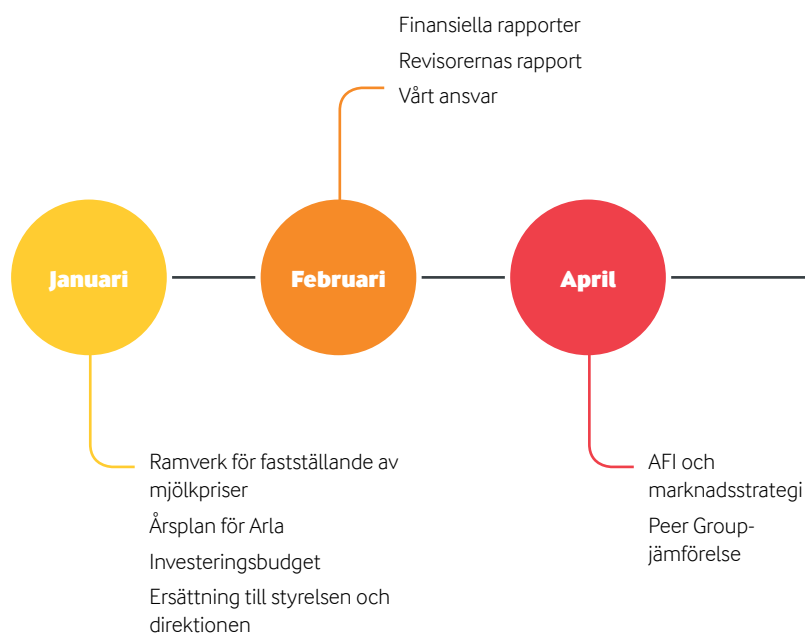 Finansiella rapporter
Revisorernas rapport
Vårt ansvar
Januari
Februari
April
Ramverk för fastställande av
mjölkpriser
Årsplan för Arla
Investeringsbudget
Ersättning till styrelsen och
direktionen
AFI och
marknadsstrategi
Peer Group-
jämförelse